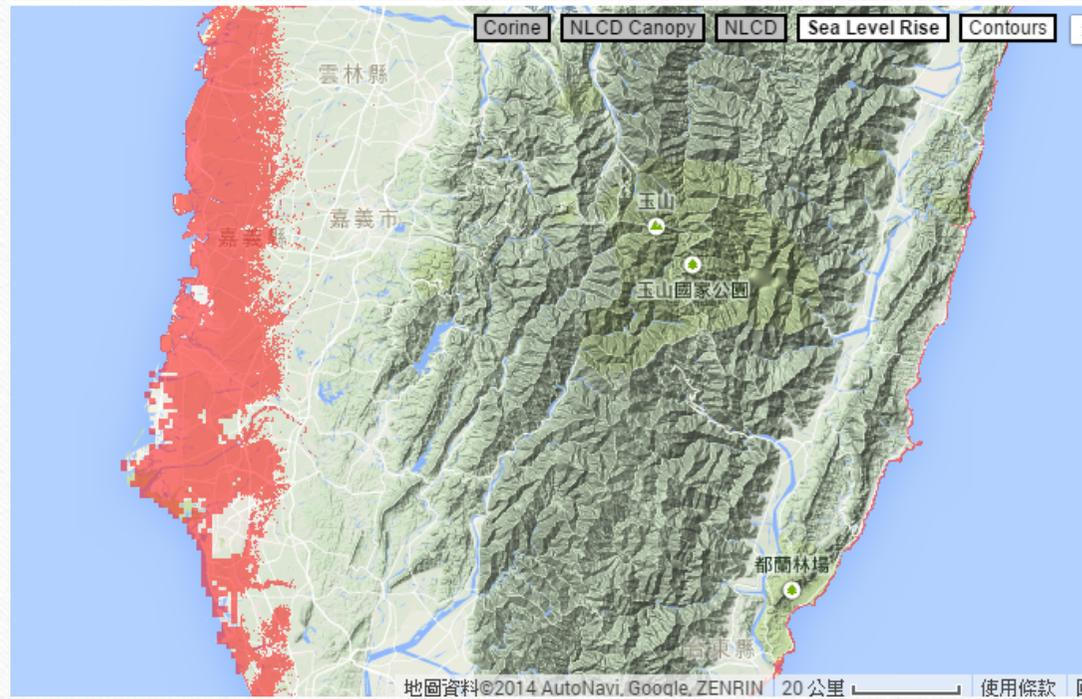 Corine NLCD Canopy NLCD Sea Level Rise Contours
雲林縣
玉山
嘉義市
嘉義縣
玉山國家公園
都蘭林場
台東縣
地圖資料©2014 AutoNavi, Google, ZENRIN 20 公里 使用條款